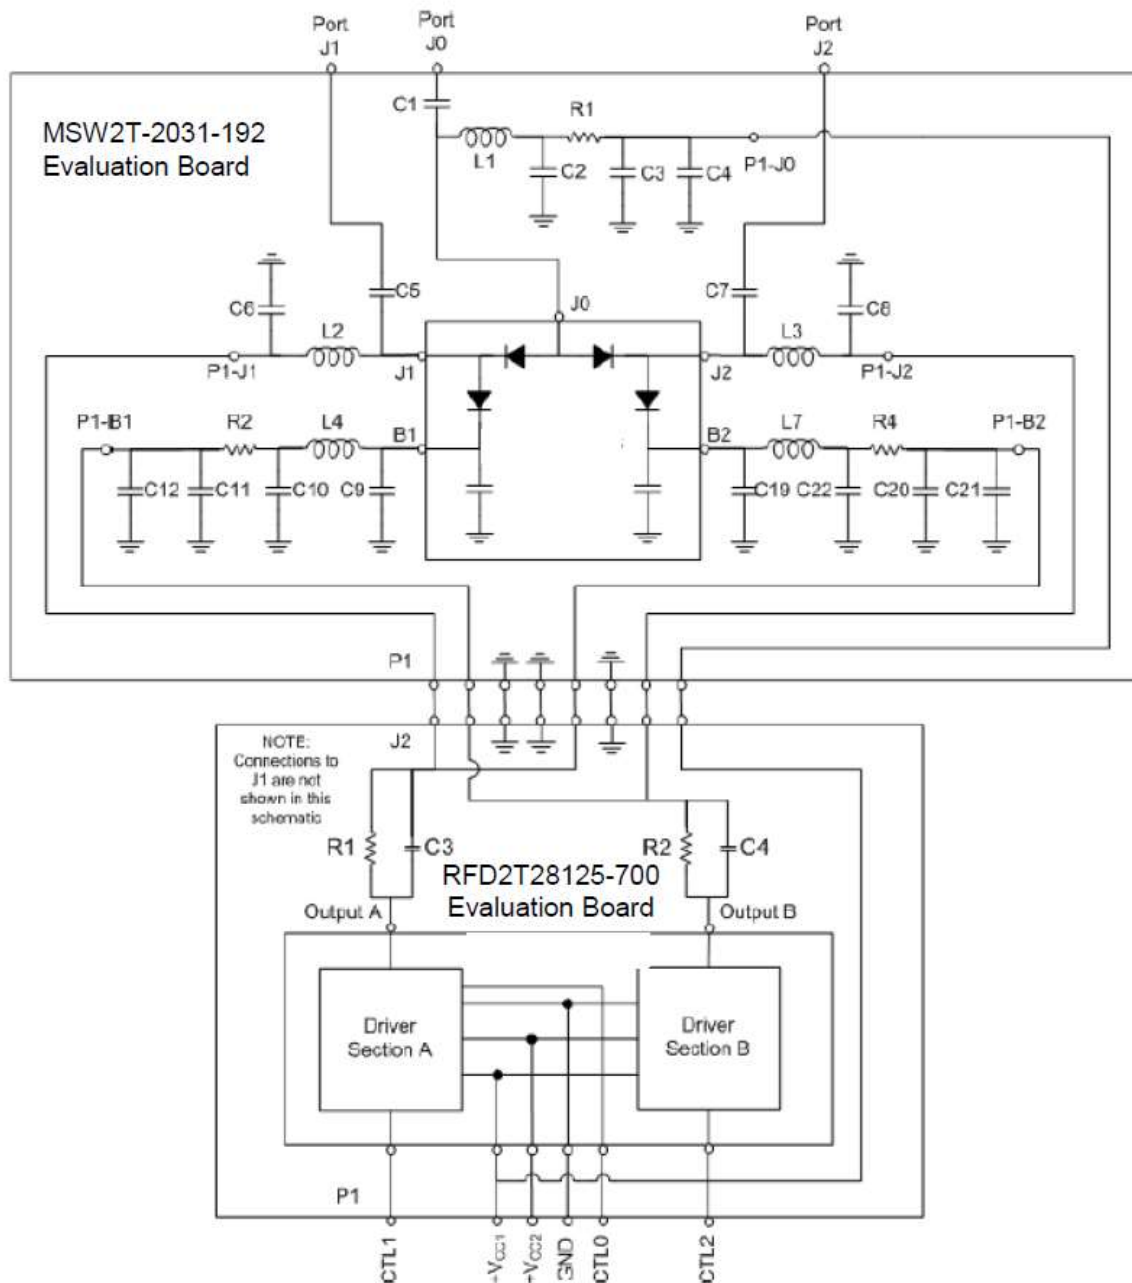 Port
J1
Port
J0
Port
J2
MSW2T-2031-192
Evaluation Board
C1
R1
L1
C2
C3
C4
P1-J0
C6
C5
J0
C7
C8
L2
L3
P1-J1
J1
J2
P1-J2
P1-B1
R2
L4
B1
B2
L7
R4
P1-B2
C12
C11
C10
C9
C19
C22
C20
C21
P1
NOTE:
Connections to
J1 are not
shown in this
schematic
J2
R1
C3
R2
C4
RFD2T28125-700
Evaluation Board
Output A
Output B
Driver
Section A
Driver
Section B
P1
CTL1
+VCC1
+VCC2
GND
CTL0
CTL2